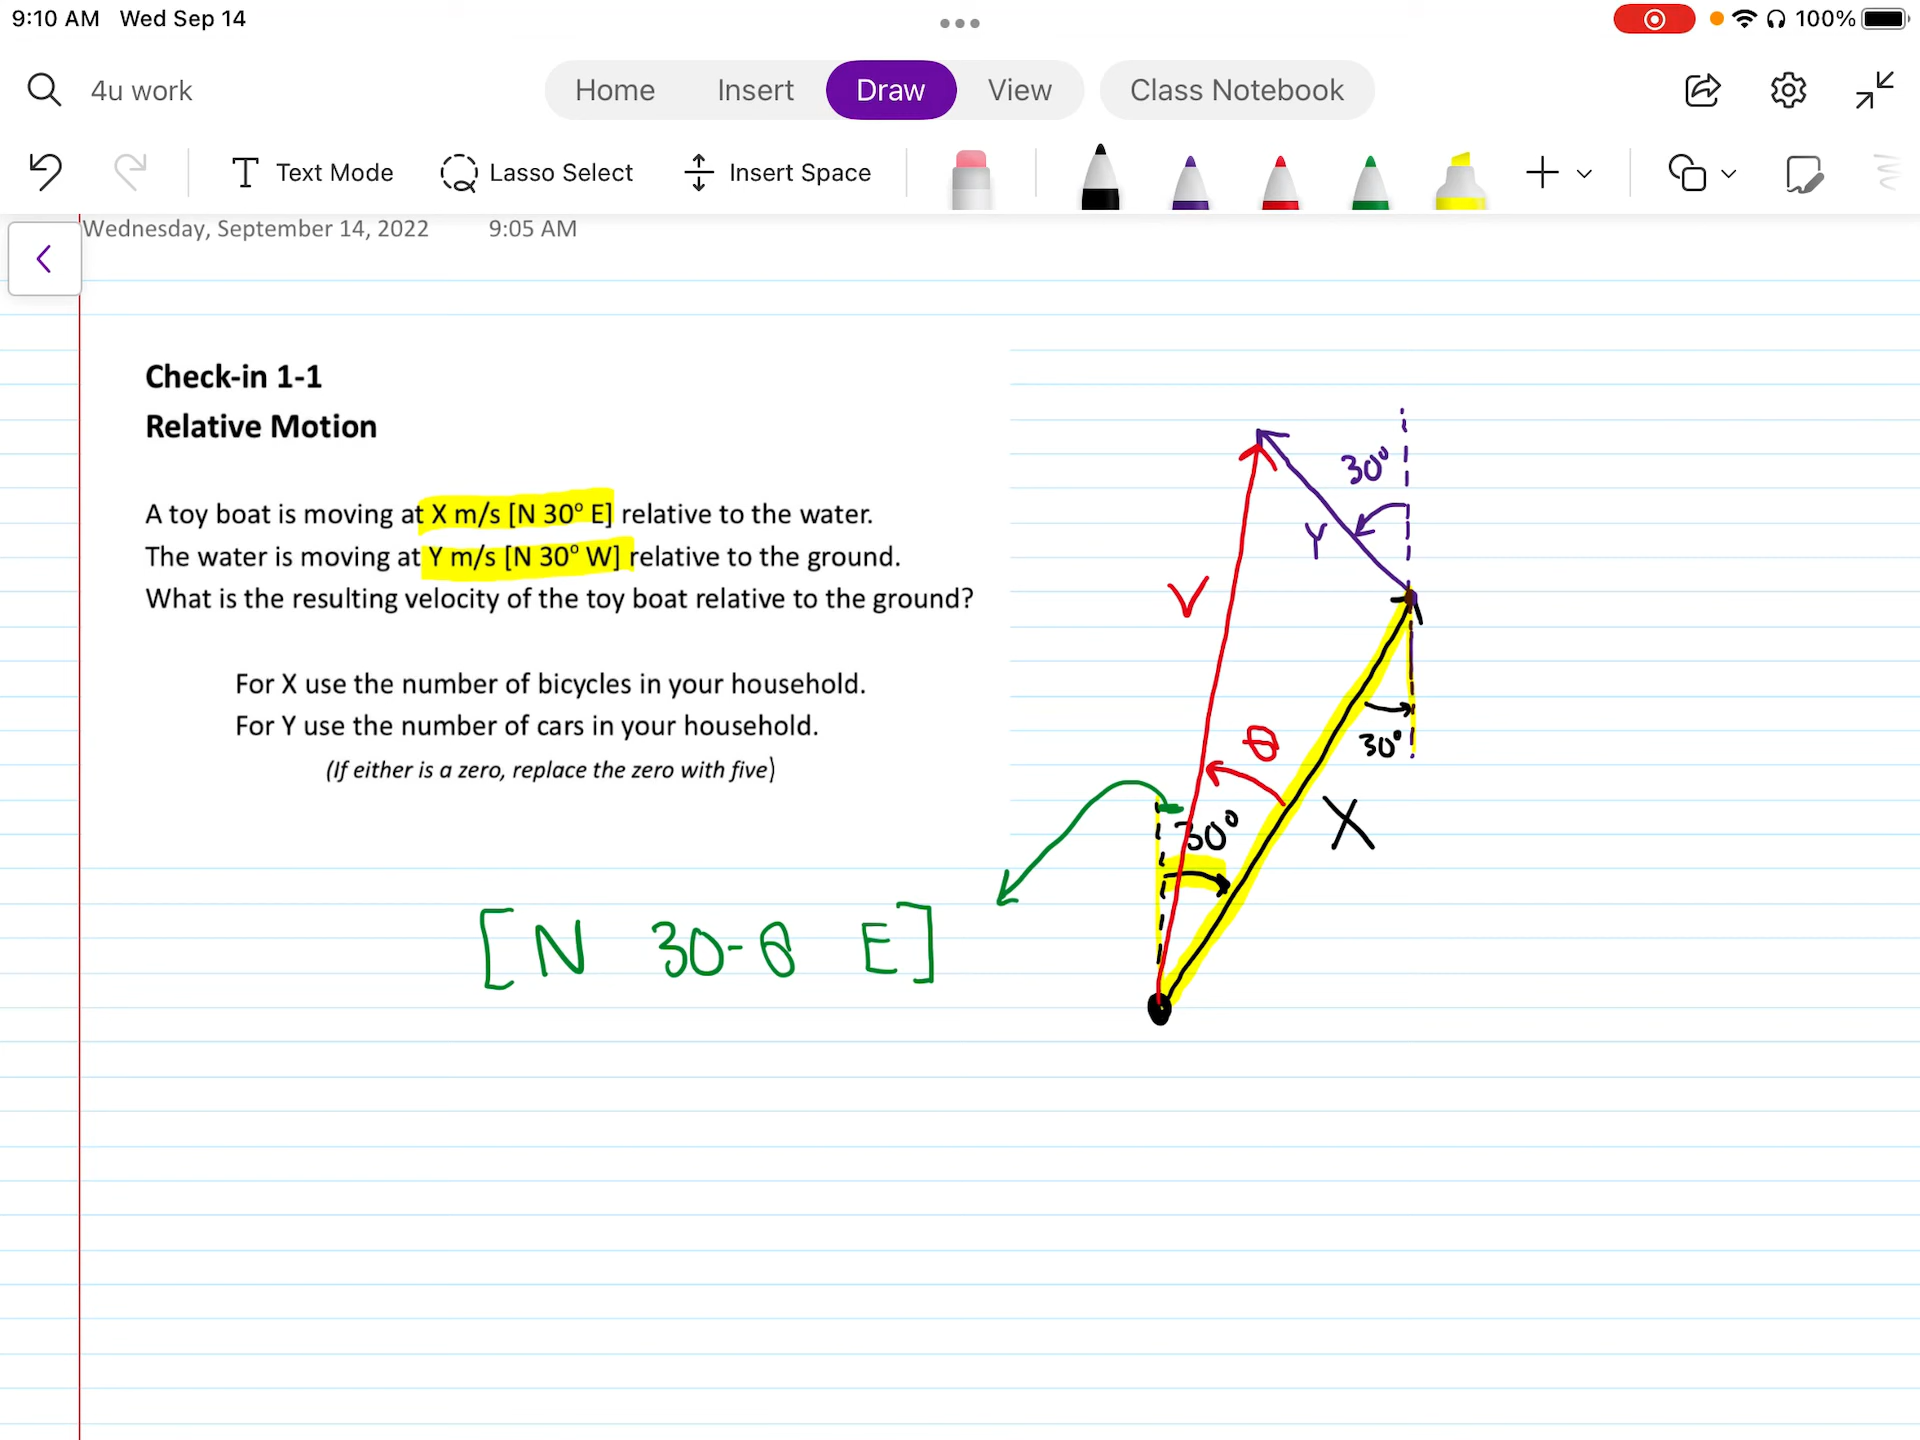 9:10 AM Wed Sep 14
100%
4u work
Home Insert Draw View Class Notebook
Text Mode Lasso Select Insert Space
Wednesday, September 14, 2022 9:05 AM
Check-in 1-1
Relative Motion
A toy boat is moving at X m/s [N 30° E] relative to the water.
The water is moving at Y m/s [N 30° W] relative to the ground.
What is the resulting velocity of the toy boat relative to the ground?
For X use the number of bicycles in your household.
For Y use the number of cars in your household.
(If either is a zero, replace the zero with five)
30°
Y
V
θ
30°
X
30°
[N 30-θ E]